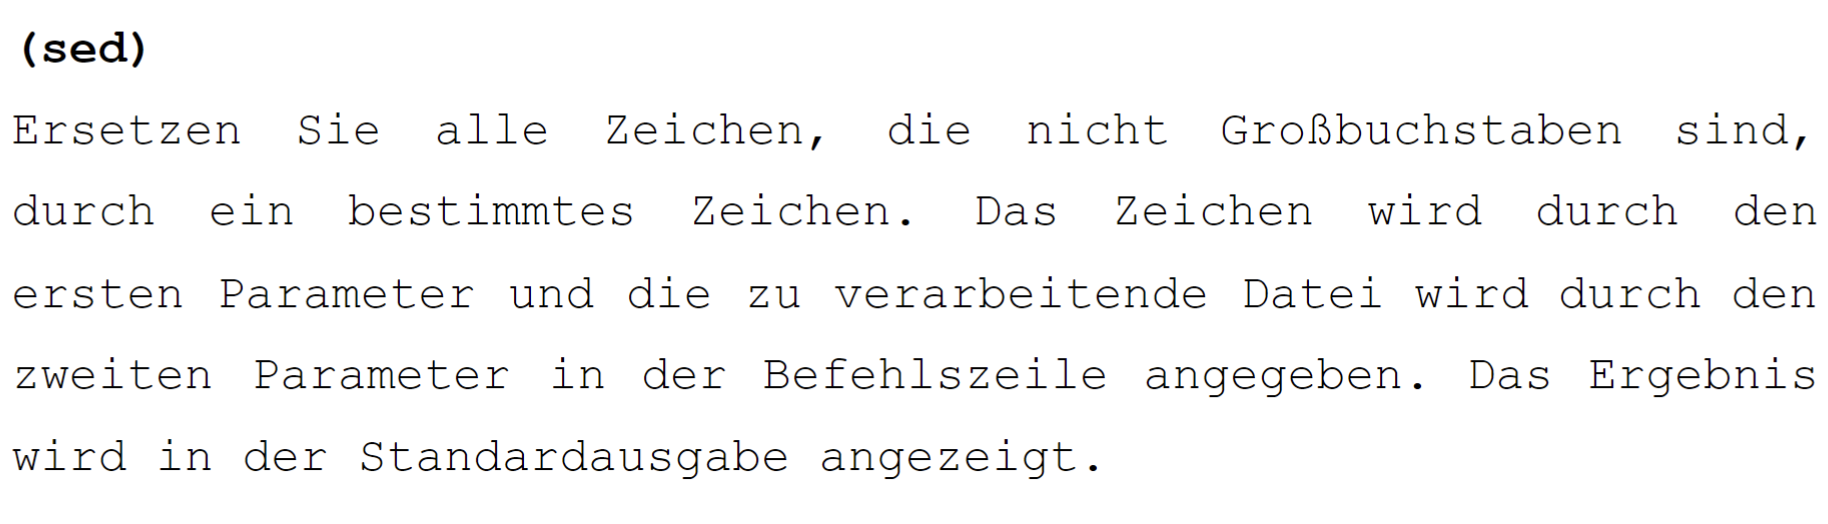 (sed)
Ersetzen Sie alle Zeichen, die nicht Großbuchstaben sind,
durch ein bestimmtes Zeichen. Das Zeichen wird durch den
ersten Parameter und die zu verarbeitende Datei wird durch den
zweiten Parameter in der Befehlszeile angegeben. Das Ergebnis
wird in der Standardausgabe angezeigt.